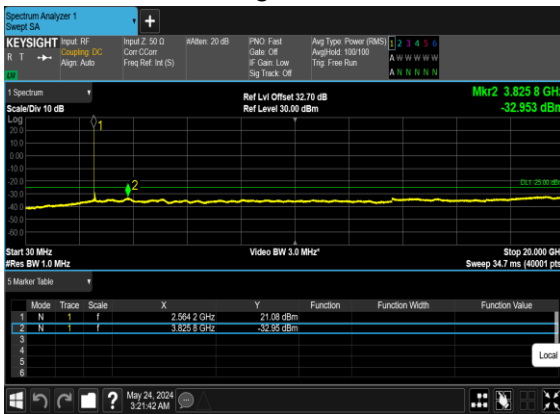 Spectrum Analyzer 1
Swept SA
KEYSIGHT
R T
LV
Input: RF
Coupling: DC
Align: Auto
Input Z: 50 Ω
Corr CCorr
Freq Ref: Int (S)
#Atten: 20 dB
PNO: Fast
Gate: Off
IF Gain: Low
Sig Track: Off
Avg Type: Power (RMS)
Avg|Hold: 100/100
Trig: Free Run
1 2 3 4 5 6
A W W W W W
A N N N N N
1 Spectrum
Scale/Div 10 dB
Ref Lvl Offset 32.70 dB
Ref Level 30.00 dBm
Mkr2 3.825 8 GHz
-32.953 dBm
Log
20.0
10.0
0.00
-10.0
-20.0
-30.0
-40.0
-50.0
-60.0
1
2
Start 30 MHz
#Res BW 1.0 MHz
Video BW 3.0 MHz*
Stop 20.000 GH
Sweep 34.7 ms (40001 pts
5 Marker Table
Mode Trace Scale X Y Function Function Width Function Value
1 N 1 f 2.564 2 GHz 21.08 dBm
2 N 1 f 3.825 8 GHz -32.95 dBm
3
4
5
6
Local
?
May 24, 2024
3:21:42 AM